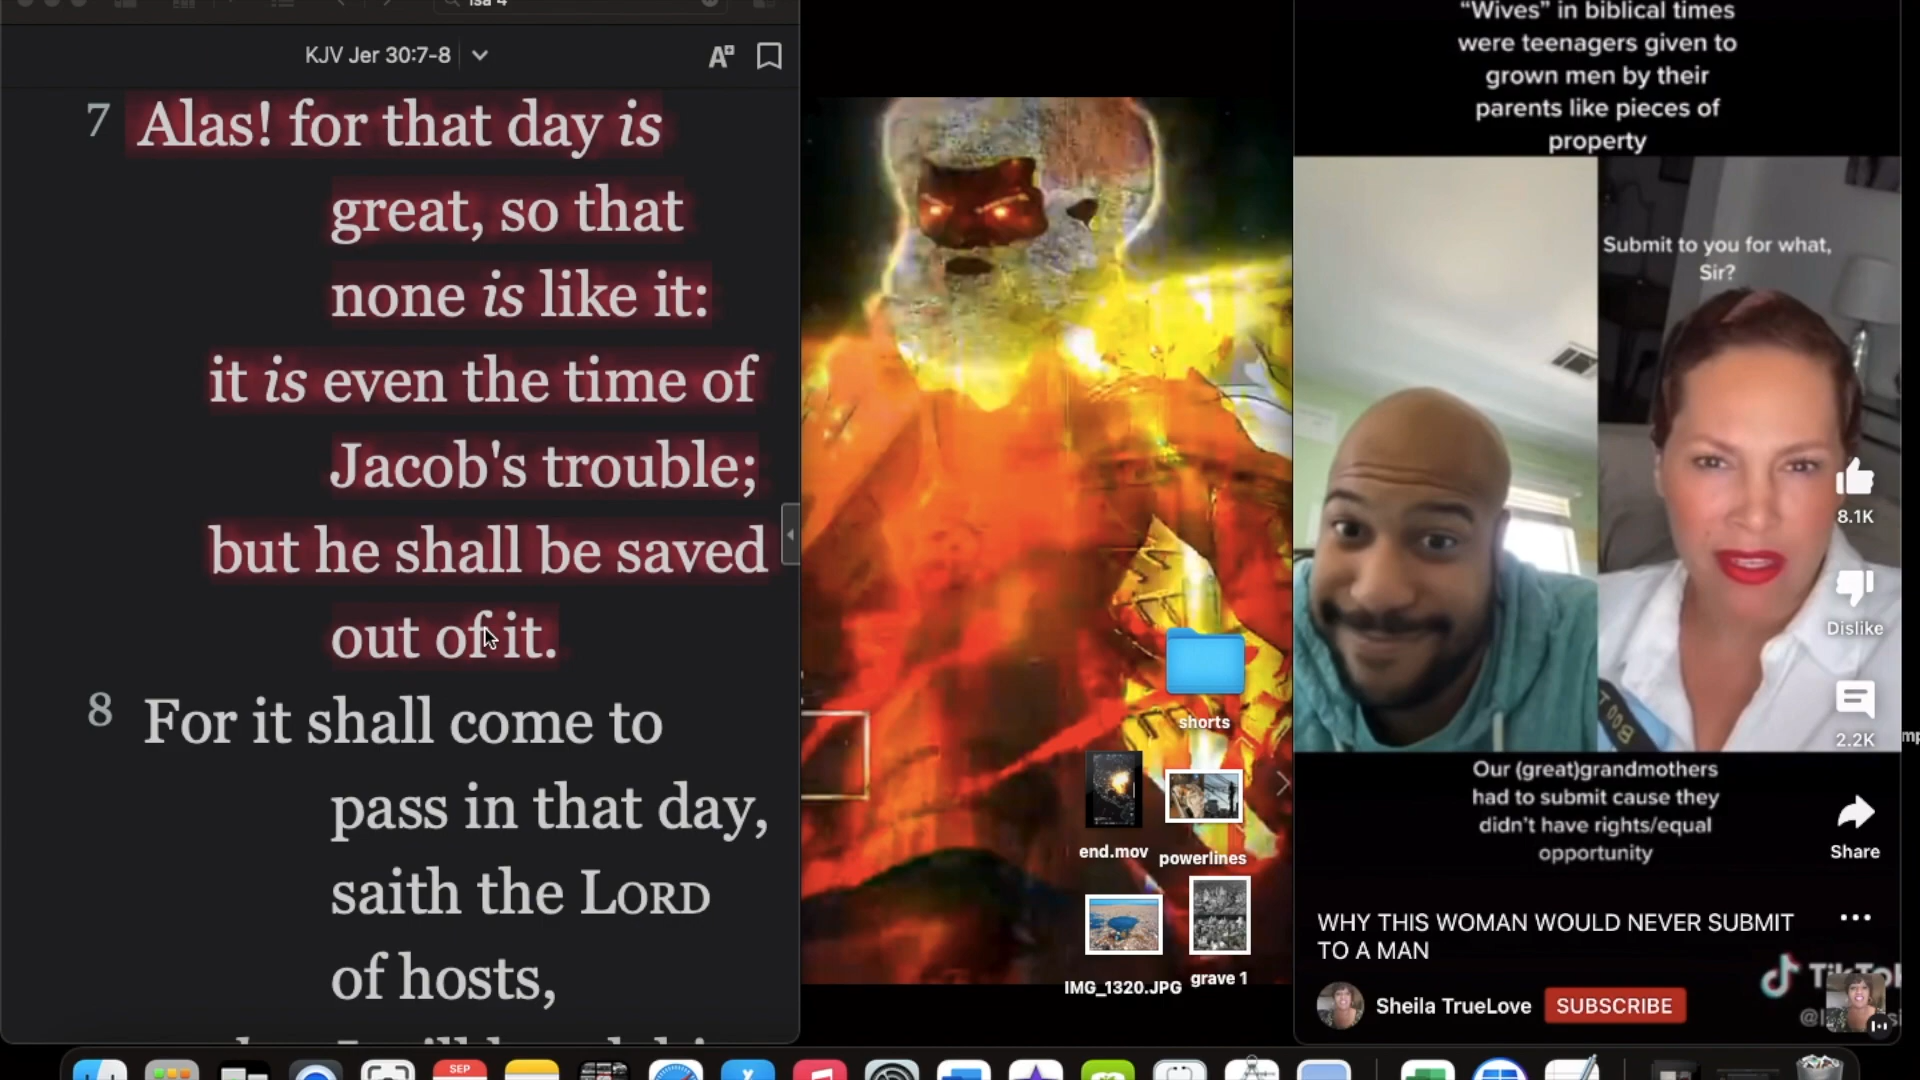 isa 4
KJV Jer 30:7-8
7 Alas! for that day is
great, so that
none is like it:
it is even the time of
Jacob's trouble;
but he shall be saved
out of it.
8 For it shall come to
pass in that day,
saith the LORD
of hosts,
shorts
end.mov
powerlines
IMG_1320.JPG
grave 1
“Wives” in biblical times
were teenagers given to
grown men by their
parents like pieces of
property
Submit to you for what,
Sir?
8.1K
Dislike
2.2K
Our (great)grandmothers
had to submit cause they
didn’t have rights/equal
opportunity
Share
WHY THIS WOMAN WOULD NEVER SUBMIT
TO A MAN
Sheila TrueLove
SUBSCRIBE
SEP